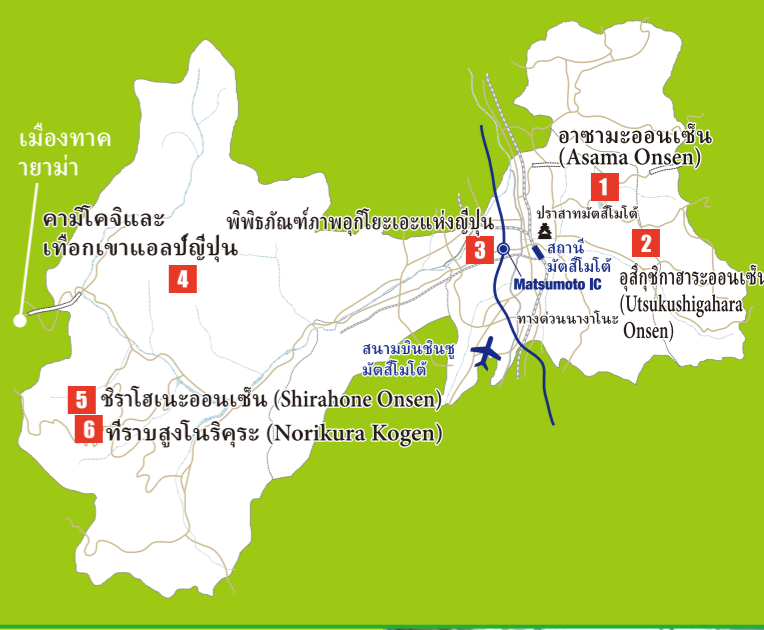 อาซามะออนเซ็น
(Asama Onsen)
1
เมืองทาค
ายาม่า
คามิโคจิและ
เทือกเขาแอลป์ญี่ปุ่น
4
พิพิธภัณฑ์ภาพอุกิโยะเอะแห่งญี่ปุ่น
3
ปราสาทมัตสึโมโต้
สถานี
มัตสึโมโต้
Matsumoto IC
2
อุสึกุชิกาฮาระออนเซ็น
(Utsukushigahara
Onsen)
ทางด่วนนางาโนะ
สนามบินชินชู
มัตสึโมโต้
5 ชิราโฮเนะออนเซ็น (Shirahone Onsen)
6 ที่ราบสูงโนริคุระ (Norikura Kogen)